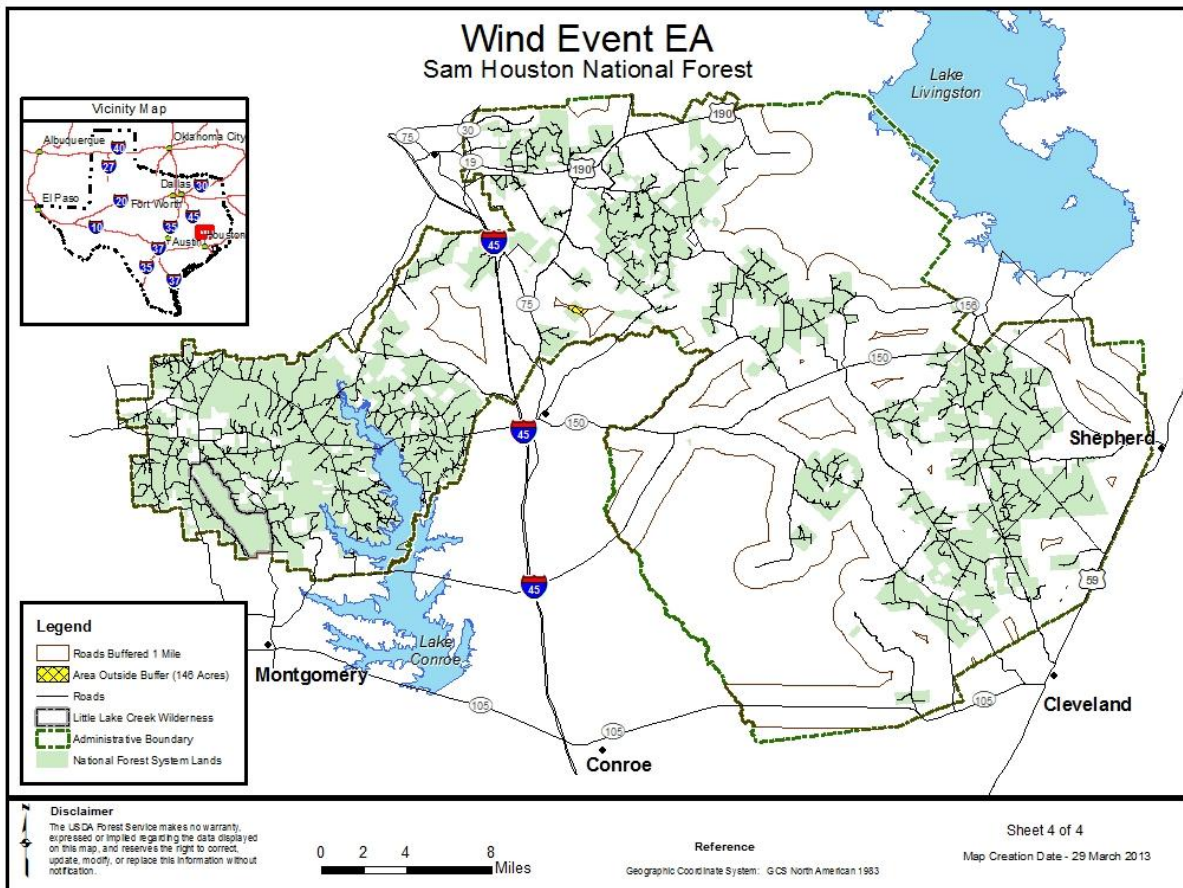 Wind Event EA
Sam Houston National Forest
Lake
Livingston
Vicinity Map
Albuquerque
Oklahoma City
40
27
Dallas
30
El Paso
20
Fort Worth
45
10
35
Austin
Houston
37
35
37
190
75
30
19
190
45
75
156
150
150
45
Shepherd
45
59
Legend
Roads Buffered 1 Mile
Area Outside Buffer (146 Acres)
Roads
Little Lake Creek Wilderness
Administrative Boundary
National Forest System Lands
Lake
Conroe
Montgomery
105
105
105
Cleveland
Conroe
N
Disclaimer
The USDA Forest Service makes no warranty,
expressed or implied regarding the data displayed
on this map, and reserves the right to correct,
update, modify, or replace this information without
notification.
0 2 4 8
Miles
Reference
Geographic Coordinate System: GCS North American 1983
Sheet 4 of 4
Map Creation Date - 29 March 2013